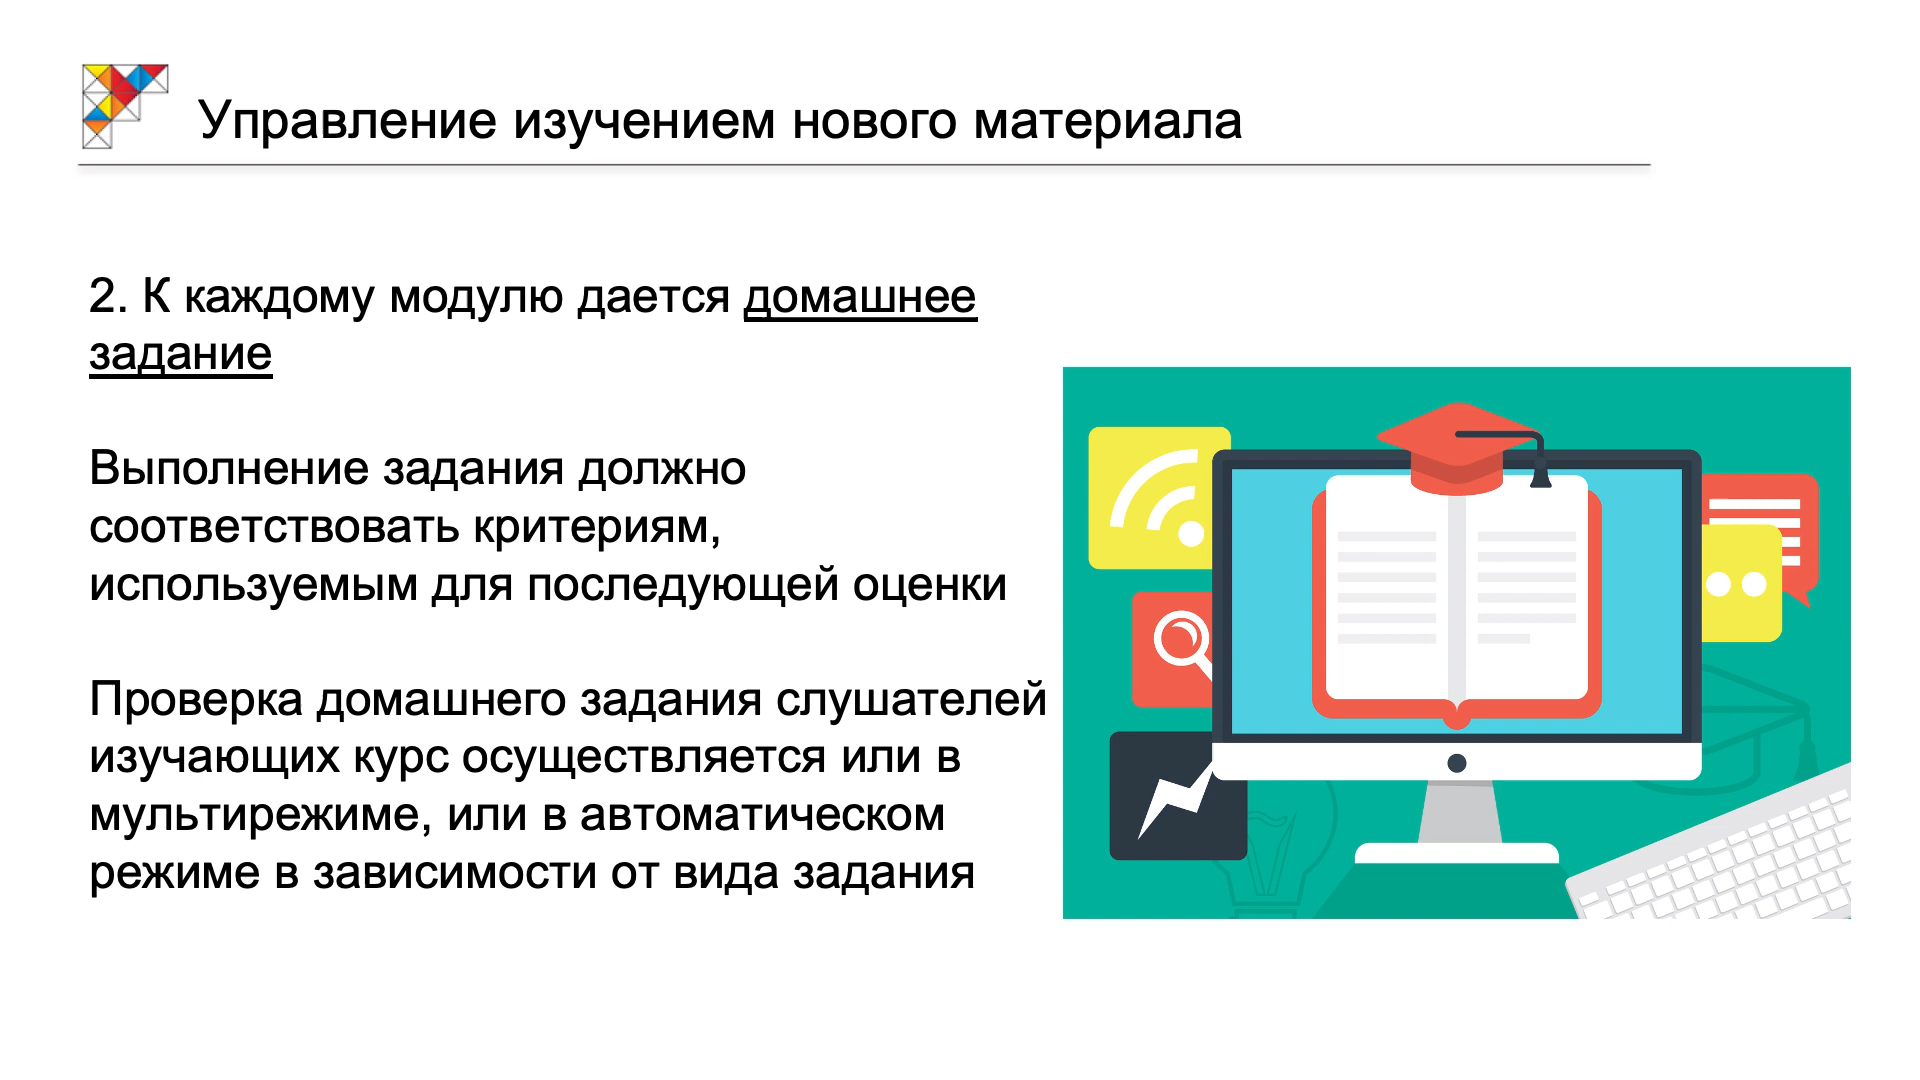 Управление изучением нового материала
2. К каждому модулю дается домашнее
задание
Выполнение задания должно
соответствовать критериям,
используемым для последующей оценки
Проверка домашнего задания слушателей
изучающих курс осуществляется или в
мультирежиме, или в автоматическом
режиме в зависимости от вида задания